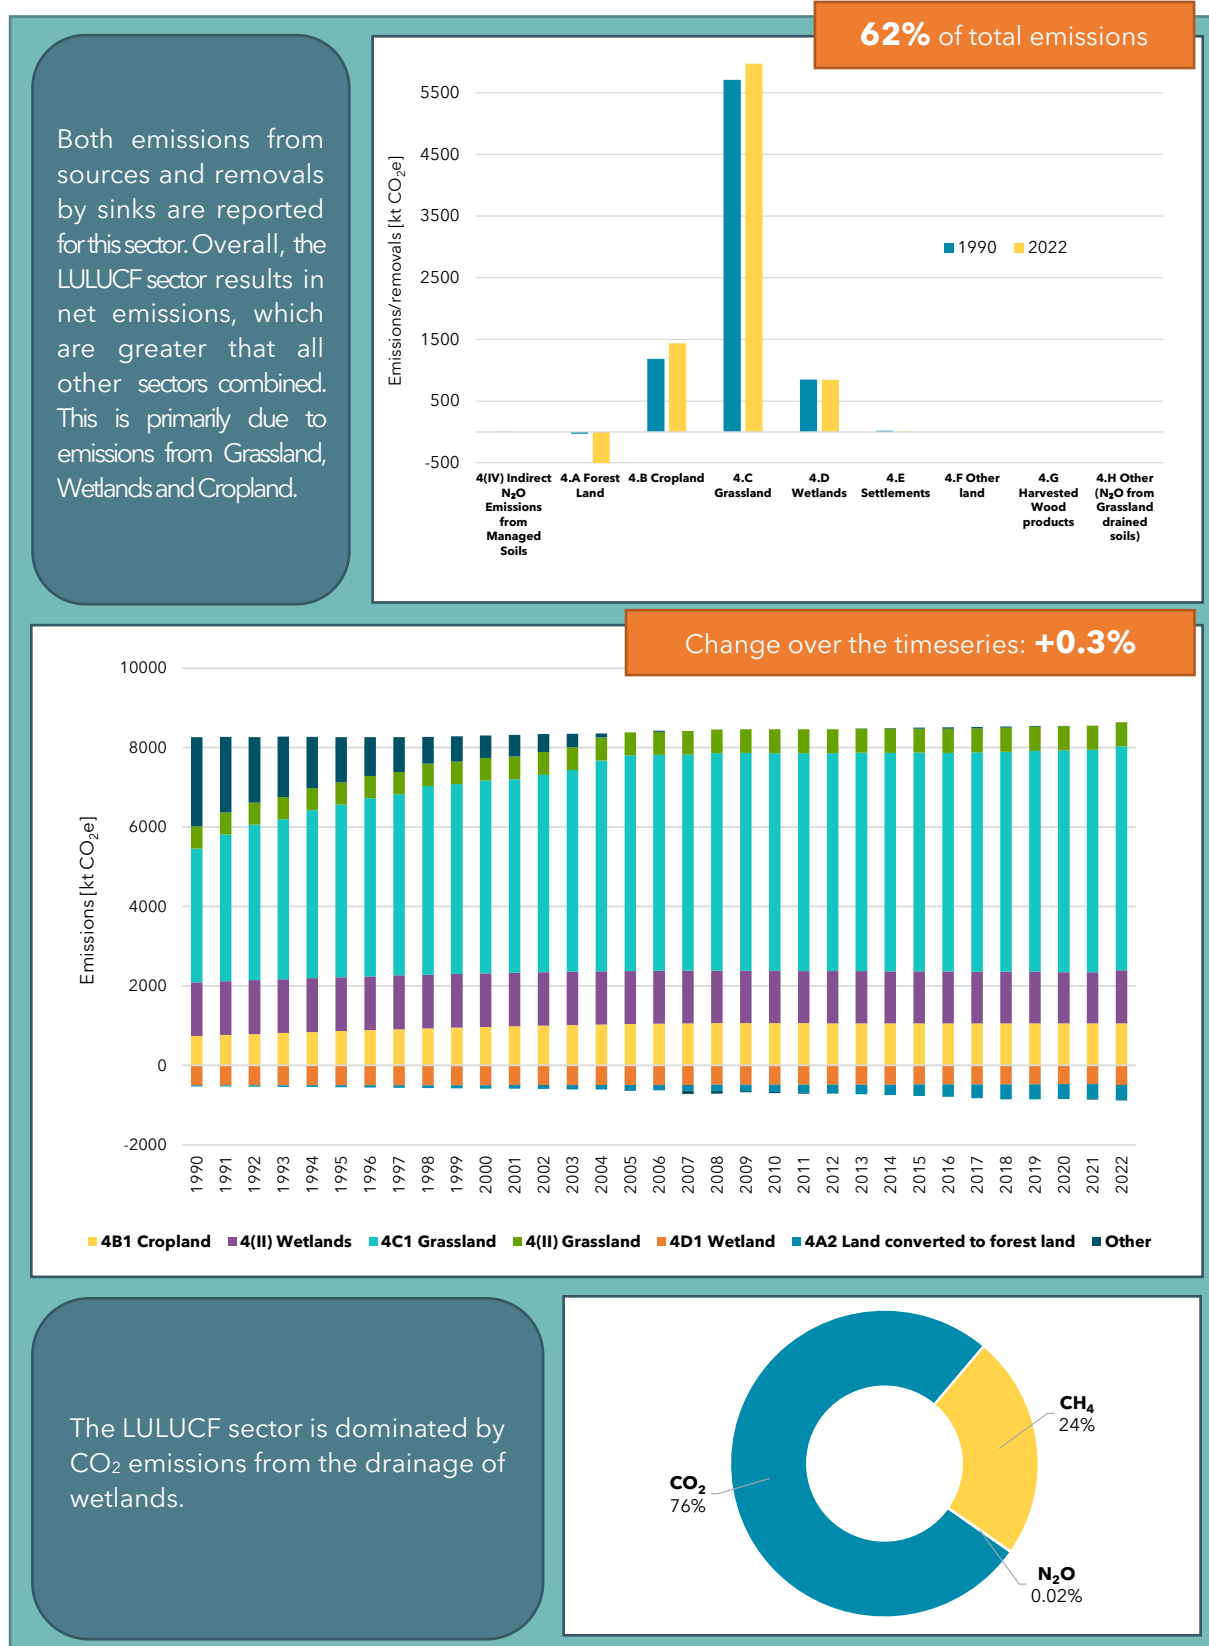 62% of total emissions
Both emissions from
sources and removals
by sinks are reported
for this sector. Overall, the
LULUCF sector results in
net emissions, which
are greater that all
other sectors combined.
This is primarily due to
emissions from Grassland,
Wetlands and Cropland.
Emissions/removals [kt CO₂e]
5500
4500
3500
2500
1500
500
-500
1990 2022
4(IV) Indirect
N₂O
Emissions
from
Managed
Soils
4.A Forest
Land
4.B Cropland
4.C
Grassland
4.D
Wetlands
4.E
Settlements
4.F Other
land
4.G
Harvested
Wood
products
4.H Other
(N₂O from
Grassland
drained
soils)
Change over the timeseries: +0.3%
Emissions [kt CO₂e]
10000
8000
6000
4000
2000
0
-2000
1990 1991 1992 1993 1994 1995 1996 1997 1998 1999 2000 2001 2002 2003 2004 2005 2006 2007 2008 2009 2010 2011 2012 2013 2014 2015 2016 2017 2018 2019 2020 2021 2022
4B1 Cropland 4(II) Wetlands 4C1 Grassland 4(II) Grassland 4D1 Wetland 4A2 Land converted to forest land Other
The LULUCF sector is dominated by
CO₂ emissions from the drainage of
wetlands.
CH₄
24%
CO₂
76%
N₂O
0.02%